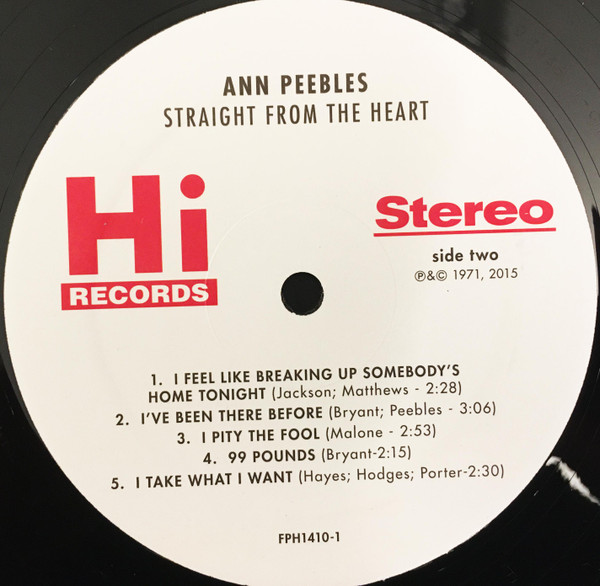 ANN PEEBLES
STRAIGHT FROM THE HEART
Hi
RECORDS
Stereo
side two
℗&© 1971, 2015
1. I FEEL LIKE BREAKING UP SOMEBODY'S
HOME TONIGHT (Jackson; Matthews - 2:28)
2. I'VE BEEN THERE BEFORE (Bryant; Peebles - 3:06)
3. I PITY THE FOOL (Malone - 2:53)
4. 99 POUNDS (Bryant-2:15)
5. I TAKE WHAT I WANT (Hayes; Hodges; Porter-2:30)
FPH1410-1